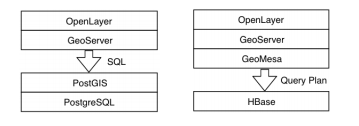 OpenLayer
GeoServer
SQL
PostGIS
PostgreSQL
OpenLayer
GeoServer
GeoMesa
Query Plan
HBase